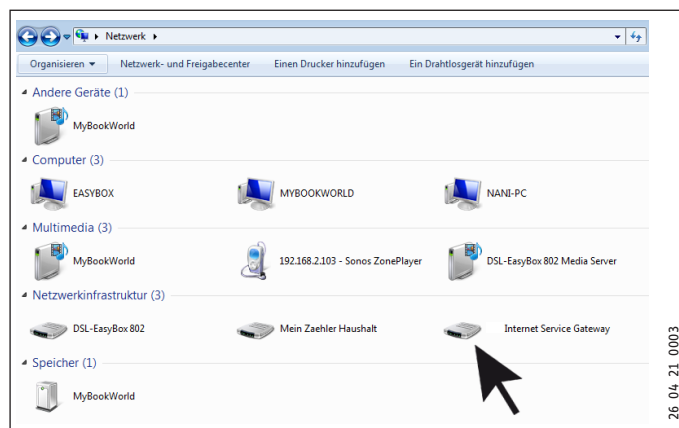 Netzwerk
Organisieren Netzwerk- und Freigabecenter Einen Drucker hinzufügen Ein Drahtlosgerät hinzufügen
Andere Geräte (1)
MyBookWorld
Computer (3)
EASYBOX MYBOOKWORLD NANI-PC
Multimedia (3)
MyBookWorld 192.168.2.103 - Sonos ZonePlayer DSL-EasyBox 802 Media Server
Netzwerkinfrastruktur (3)
DSL-EasyBox 802 Mein Zaehler Haushalt Internet Service Gateway
Speicher (1)
MyBookWorld
26 04 21 0003